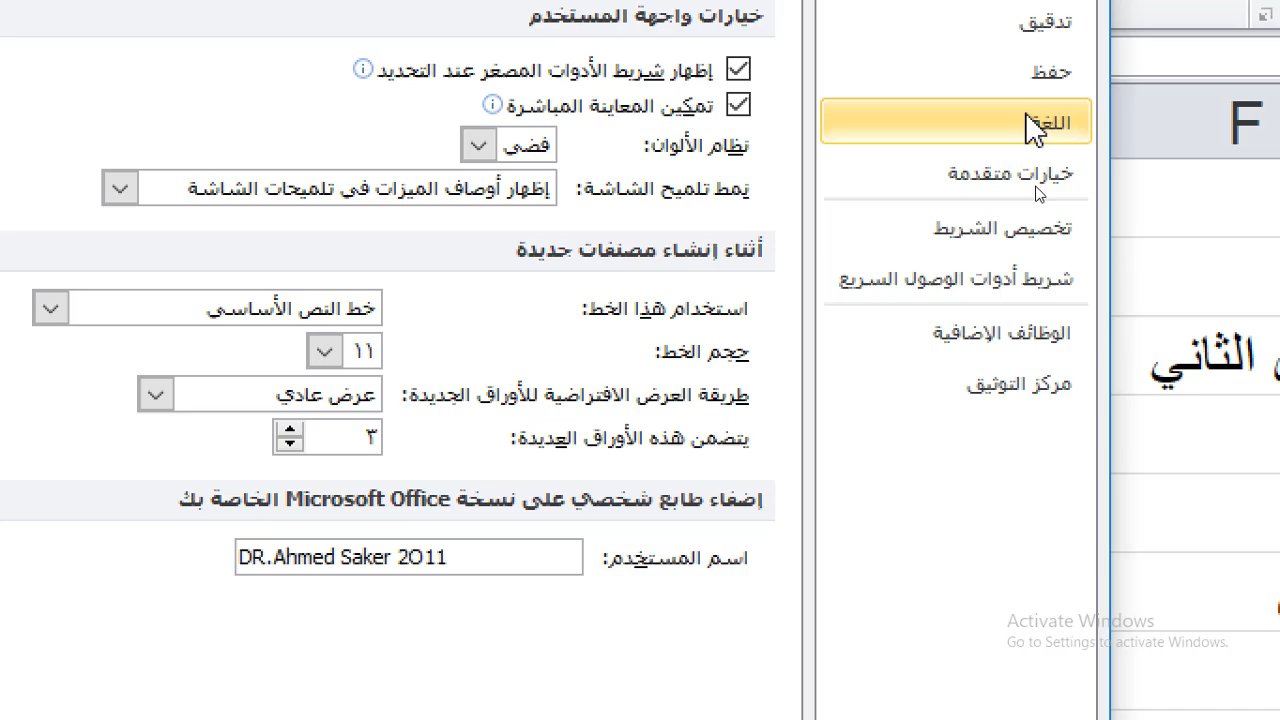 تدقيق
حفظ
اللغة
خيارات متقدمة
تخصيص الشريط
شريط أدوات الوصول السريع
الوظائف الإضافية
مركز التوثيق
خيارات واجهة المستخدم
إظهار شريط الأدوات المصغر عند التحديد
تمكين المعاينة المباشرة
نظام الألوان: فضي
نمط تلميح الشاشة: إظهار أوصاف الميزات في تلميحات الشاشة
أثناء إنشاء مصنفات جديدة
استخدام هذا الخط: خط النص الأساسي
حجم الخط: ١١
طريقة العرض الافتراضية للأوراق الجديدة: عرض عادي
يتضمن هذه الأوراق العديدة: ٣
إضفاء طابع شخصي على نسخة Microsoft Office الخاصة بك
اسم المستخدم: DR.Ahmed Saker 2011
F
الثاني
Activate Windows
Go to Settings to activate Windows.